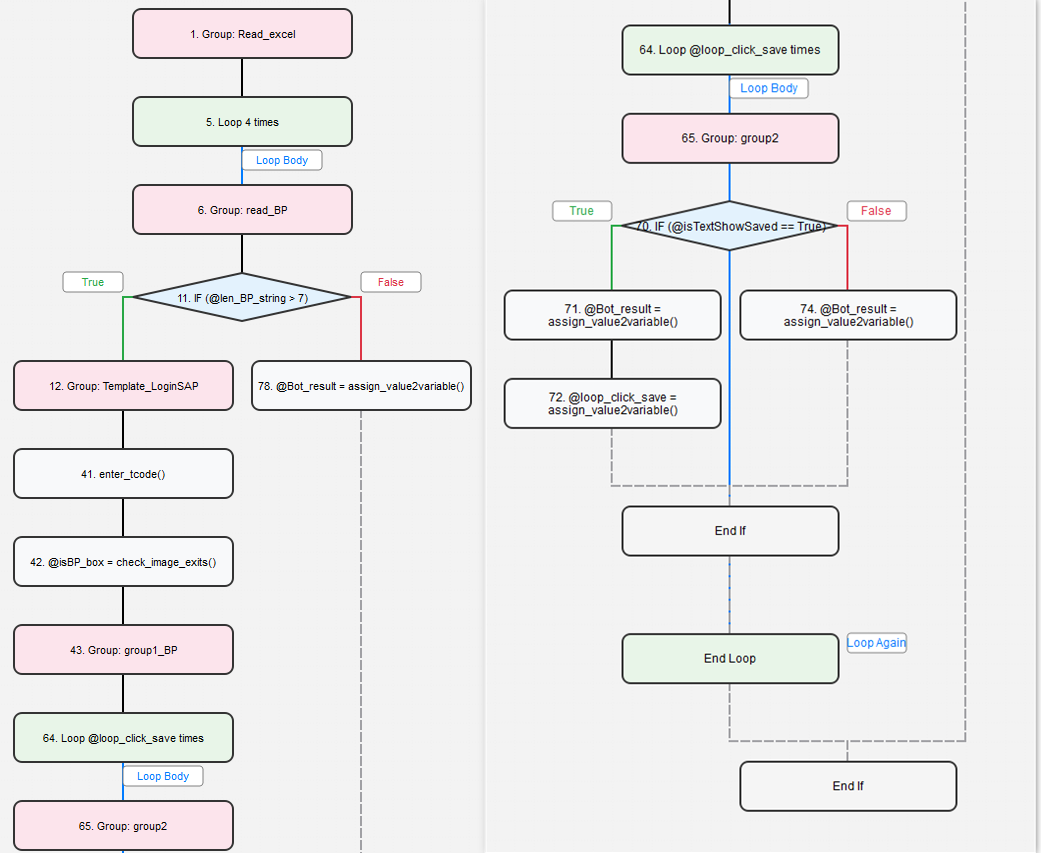 1. Group: Read_excel
5. Loop 4 times
Loop Body
6. Group: read_BP
True
False
11. IF (@len_BP_string > 7)
12. Group: Template_LoginSAP
78. @Bot_result = assign_value2variable()
41. enter_tcode()
42. @isBP_box = check_image_exits()
43. Group: group1_BP
64. Loop @loop_click_save times
Loop Body
65. Group: group2
64. Loop @loop_click_save times
Loop Body
65. Group: group2
True
False
70. IF (@isTextShowSaved == True)
71. @Bot_result =
assign_value2variable()
74. @Bot_result =
assign_value2variable()
72. @loop_click_save =
assign_value2variable()
End If
Loop Again
End Loop
End If